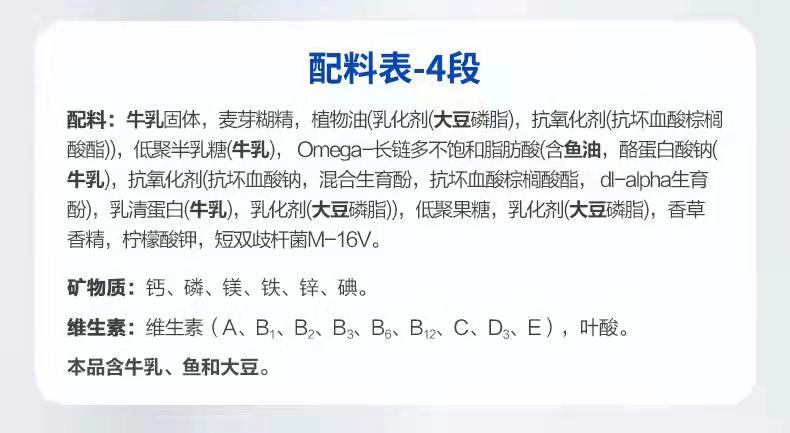 配料表-4段
配料：牛乳固体，麦芽糊精，植物油(乳化剂(大豆磷脂)，抗氧化剂(抗坏血酸棕榈
酸酯))，低聚半乳糖(牛乳)， Omega-长链多不饱和脂肪酸(含鱼油，酪蛋白酸钠(
牛乳)，抗氧化剂(抗坏血酸钠，混合生育酚，抗坏血酸棕榈酸酯， dl-alpha生育
酚)，乳清蛋白(牛乳)，乳化剂(大豆磷脂))，低聚果糖，乳化剂(大豆磷脂)，香草
香精，柠檬酸钾，短双歧杆菌M-16V。
矿物质：钙、磷、镁、铁、锌、碘。
维生素：维生素（A、B₁、B₂、B₃、B₆、B₁₂、C、D₃、E），叶酸。
本品含牛乳、鱼和大豆。